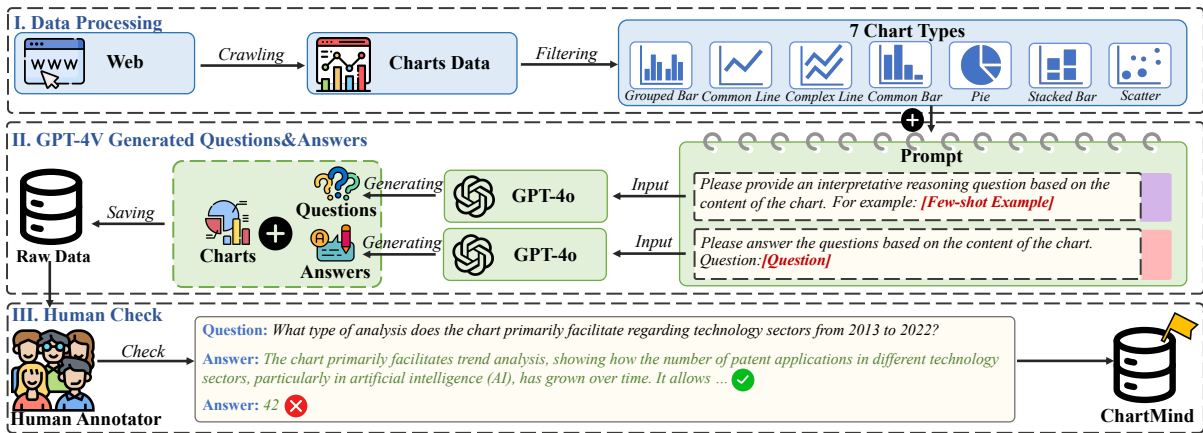 I. Data Processing
WWW
Web
Crawling
Charts Data
Filtering
7 Chart Types
Grouped Bar
Common Line
Complex Line
Common Bar
Pie
Stacked Bar
Scatter
II. GPT-4V Generated Questions&Answers
Prompt
Please provide an interpretative reasoning question based on the
content of the chart. For example: [Few-shot Example]
Please answer the questions based on the content of the chart.
Question:[Question]
Input
GPT-4o
Generating
Questions
Input
GPT-4o
Generating
A
Answers
Charts
Saving
Raw Data
III. Human Check
Human Annotator
Check
Question: What type of analysis does the chart primarily facilitate regarding technology sectors from 2013 to 2022?
Answer: The chart primarily facilitates trend analysis, showing how the number of patent applications in different technology
sectors, particularly in artificial intelligence (AI), has grown over time. It allows ...
Answer: 42
ChartMind